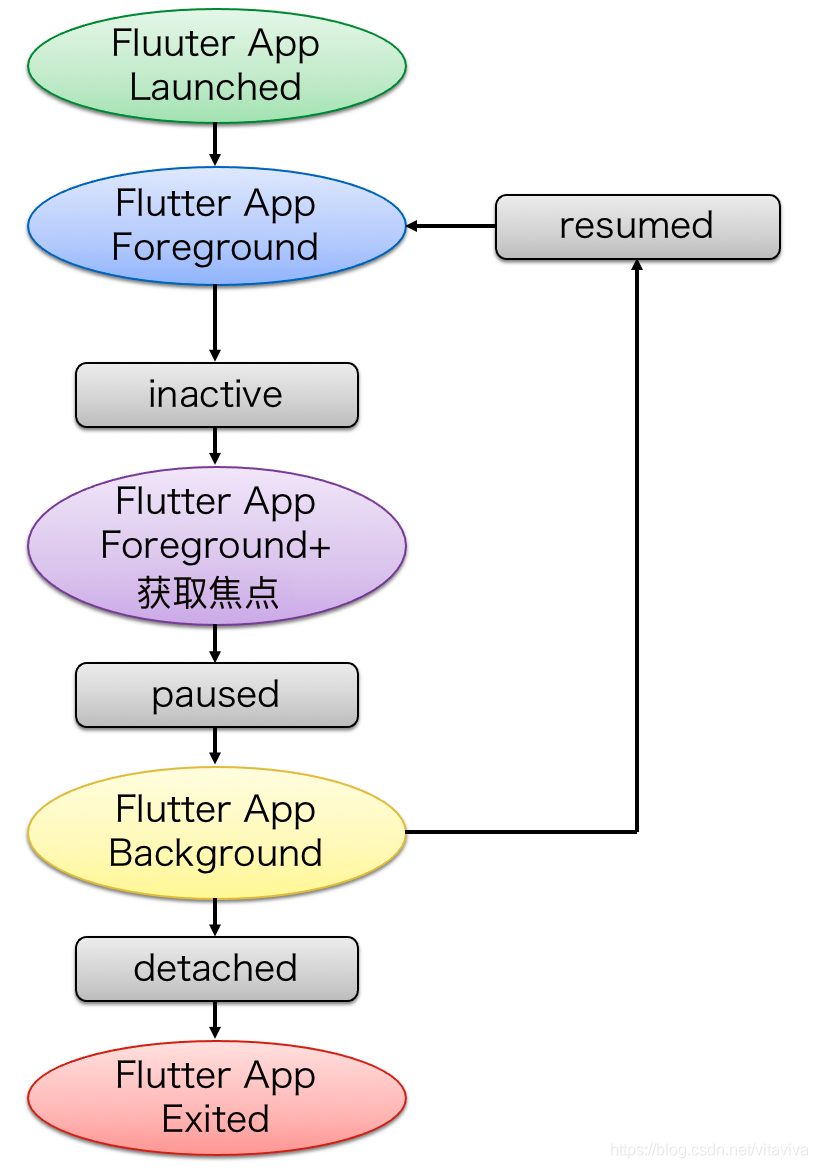 Fluuter App
Launched
Flutter App
Foreground
resumed
inactive
Flutter App
Foreground+
获取焦点
paused
Flutter App
Background
detached
Flutter App
Exited
https://blog.csdn.net/vitaviva